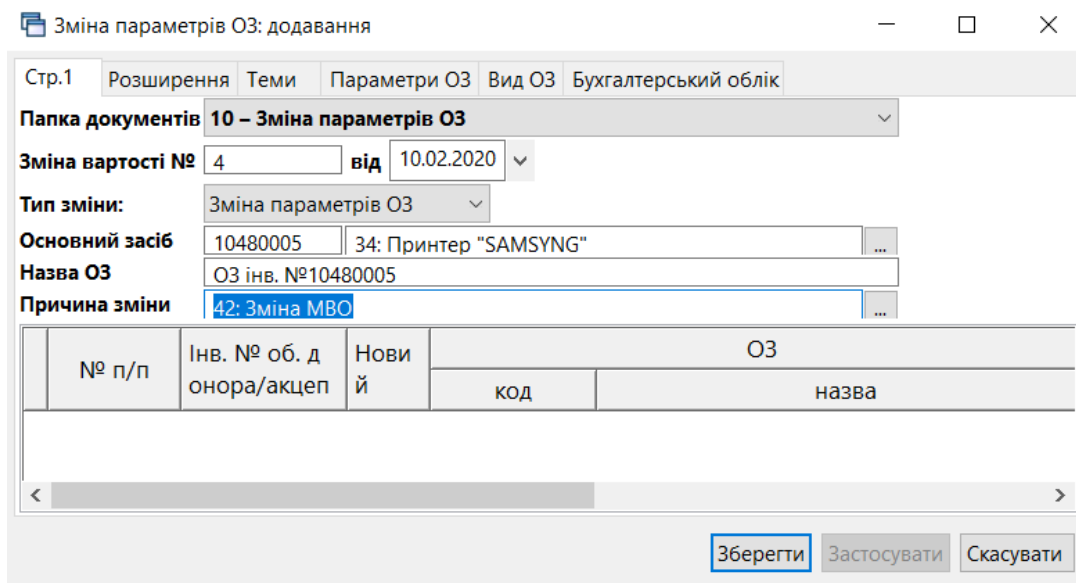 Зміна параметрів ОЗ: додавання
Стр.1 Розширення Теми Параметри ОЗ Вид ОЗ Бухгалтерський облік
Папка документів 10 – Зміна параметрів ОЗ
Зміна вартості № 4 від 10.02.2020
Тип зміни: Зміна параметрів ОЗ
Основний засіб 10480005 34: Принтер "SAMSYNG" ...
Назва ОЗ ОЗ інв. №10480005
Причина зміни 42: Зміна МВО ...
№ п/п Інв. № об. д Нови ОЗ
онора/акцеп й код назва
Зберегти Застосувати Скасувати